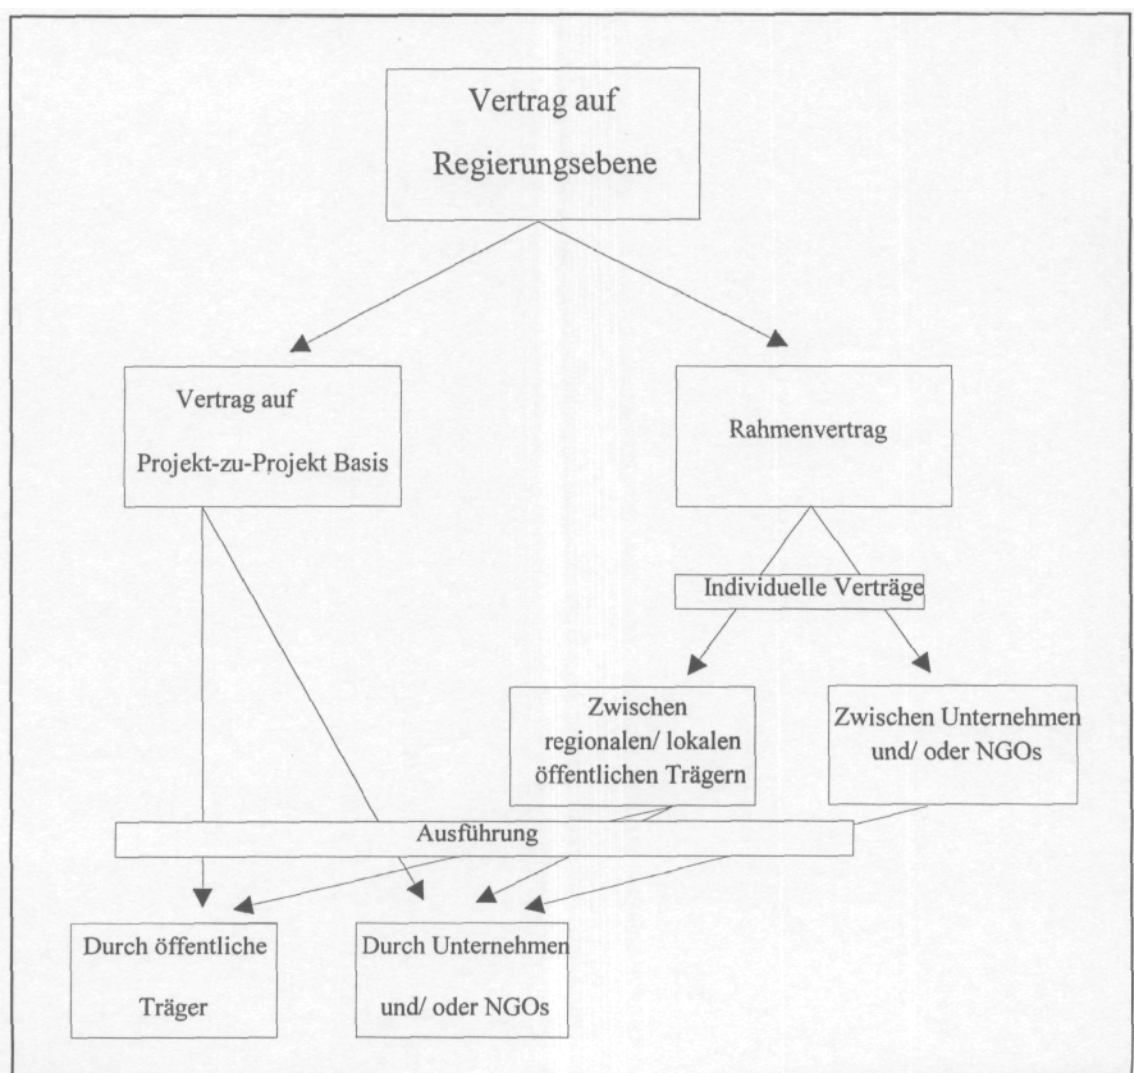 Vertrag auf
Regierungsebene
Vertrag auf
Projekt-zu-Projekt Basis
Rahmenvertrag
Individuelle Verträge
Zwischen
regionalen/ lokalen
öffentlichen Trägern
Zwischen Unternehmen
und/ oder NGOs
Ausführung
Durch öffentliche
Träger
Durch Unternehmen
und/ oder NGOs